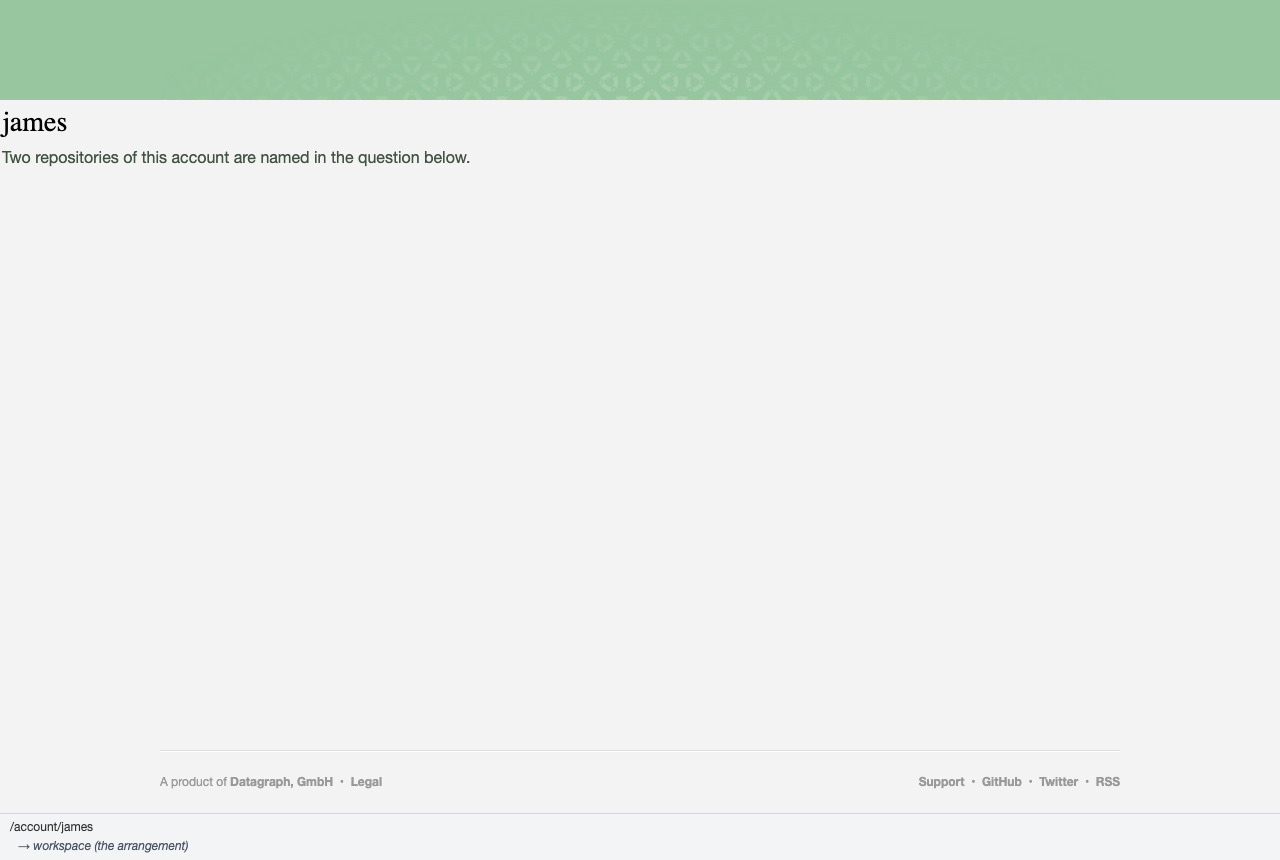 james
Two repositories of this account are named in the question below.
A product of Datagraph, GmbH • Legal
Support • GitHub • Twitter • RSS
/account/james
→ workspace (the arrangement)